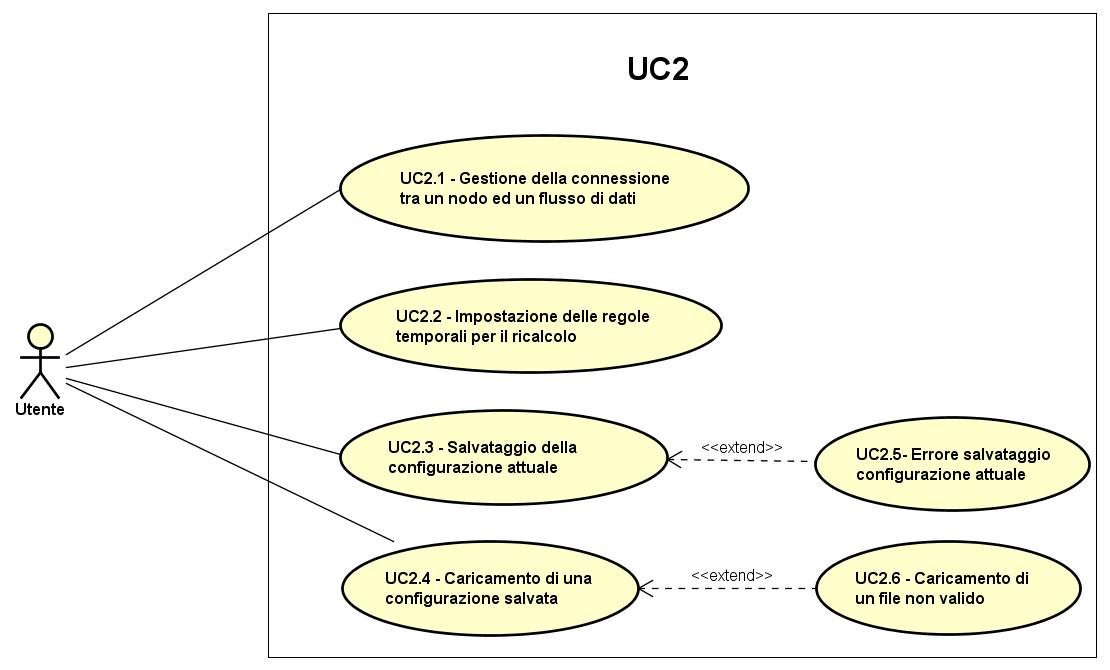 UC2
UC2.1 - Gestione della connessione
tra un nodo ed un flusso di dati
UC2.2 - Impostazione delle regole
temporali per il ricalcolo
Utente
UC2.3 - Salvataggio della
configurazione attuale
<<extend>>
UC2.5- Errore salvataggio
configurazione attuale
UC2.4 - Caricamento di una
configurazione salvata
<<extend>>
UC2.6 - Caricamento di
un file non valido